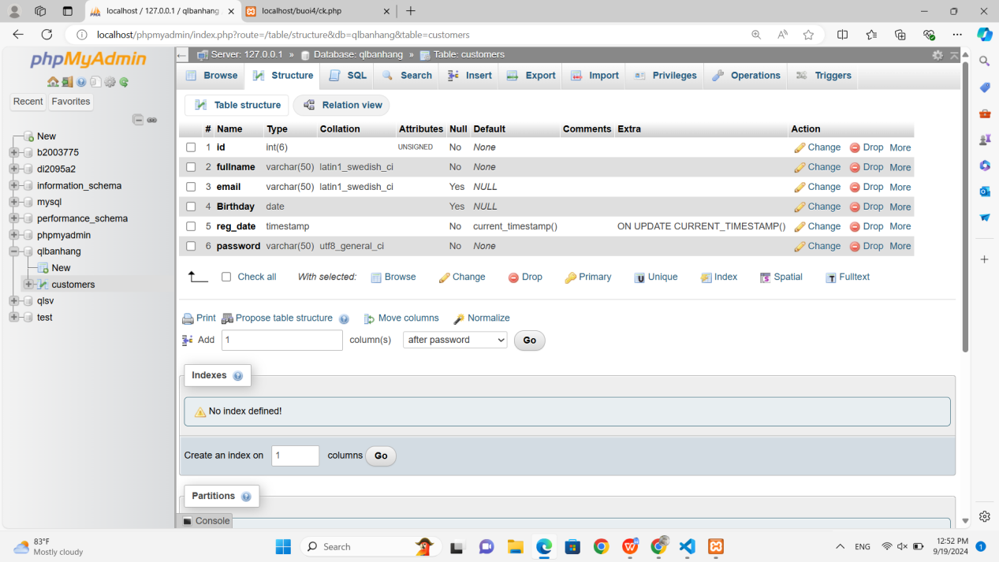 localhost / 127.0.0.1 / qlbanhang
localhost/buoi4/ck.php
localhost/phpmyadmin/index.php?route=/table/structure&db=qlbanhang&table=customers
phpMyAdmin
Recent Favorites
New
b2003775
di2095a2
information_schema
mysql
performance_schema
phpmyadmin
qlbanhang
New
customers
qlsv
test
Server: 127.0.0.1 » Database: qlbanhang » Table: customers
Browse Structure SQL Search Insert Export Import Privileges Operations Triggers
Table structure Relation view
# Name Type Collation Attributes Null Default Comments Extra Action
1 id int(6) UNSIGNED No None Change Drop More
2 fullname varchar(50) latin1_swedish_ci No None Change Drop More
3 email varchar(50) latin1_swedish_ci Yes NULL Change Drop More
4 Birthday date Yes NULL Change Drop More
5 reg_date timestamp No current_timestamp() ON UPDATE CURRENT_TIMESTAMP() Change Drop More
6 password varchar(50) utf8_general_ci No None Change Drop More
Check all With selected: Browse Change Drop Primary Unique Index Spatial Fulltext
Print Propose table structure Move columns Normalize
Add 1 column(s) after password Go
Indexes
No index defined!
Create an index on 1 columns Go
Partitions
Console
83°F
Mostly cloudy
Search
ENG
12:52 PM
9/19/2024
1